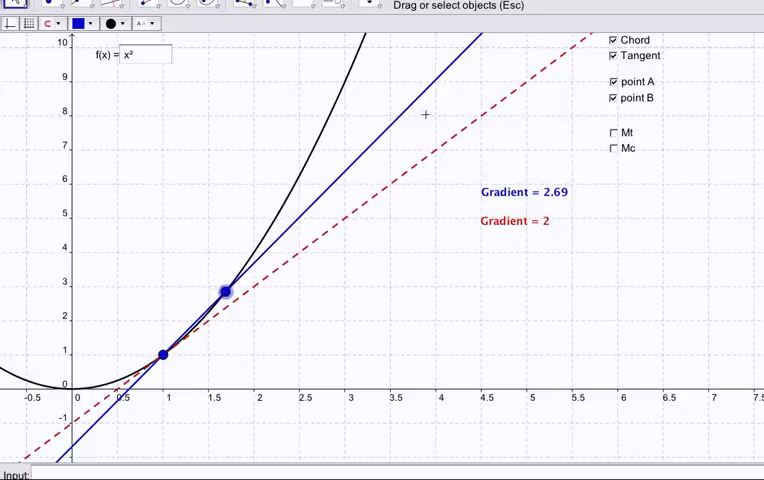 Drag or select objects (Esc)
f(x) = x²
Chord
Tangent
point A
point B
Mt
Mc
Gradient = 2.69
Gradient = 2
10
9
8
7
6
5
4
3
2
1
0
-1
-0.5 0 0.5 1 1.5 2 2.5 3 3.5 4 4.5 5 5.5 6 6.5 7 7.5
Input: